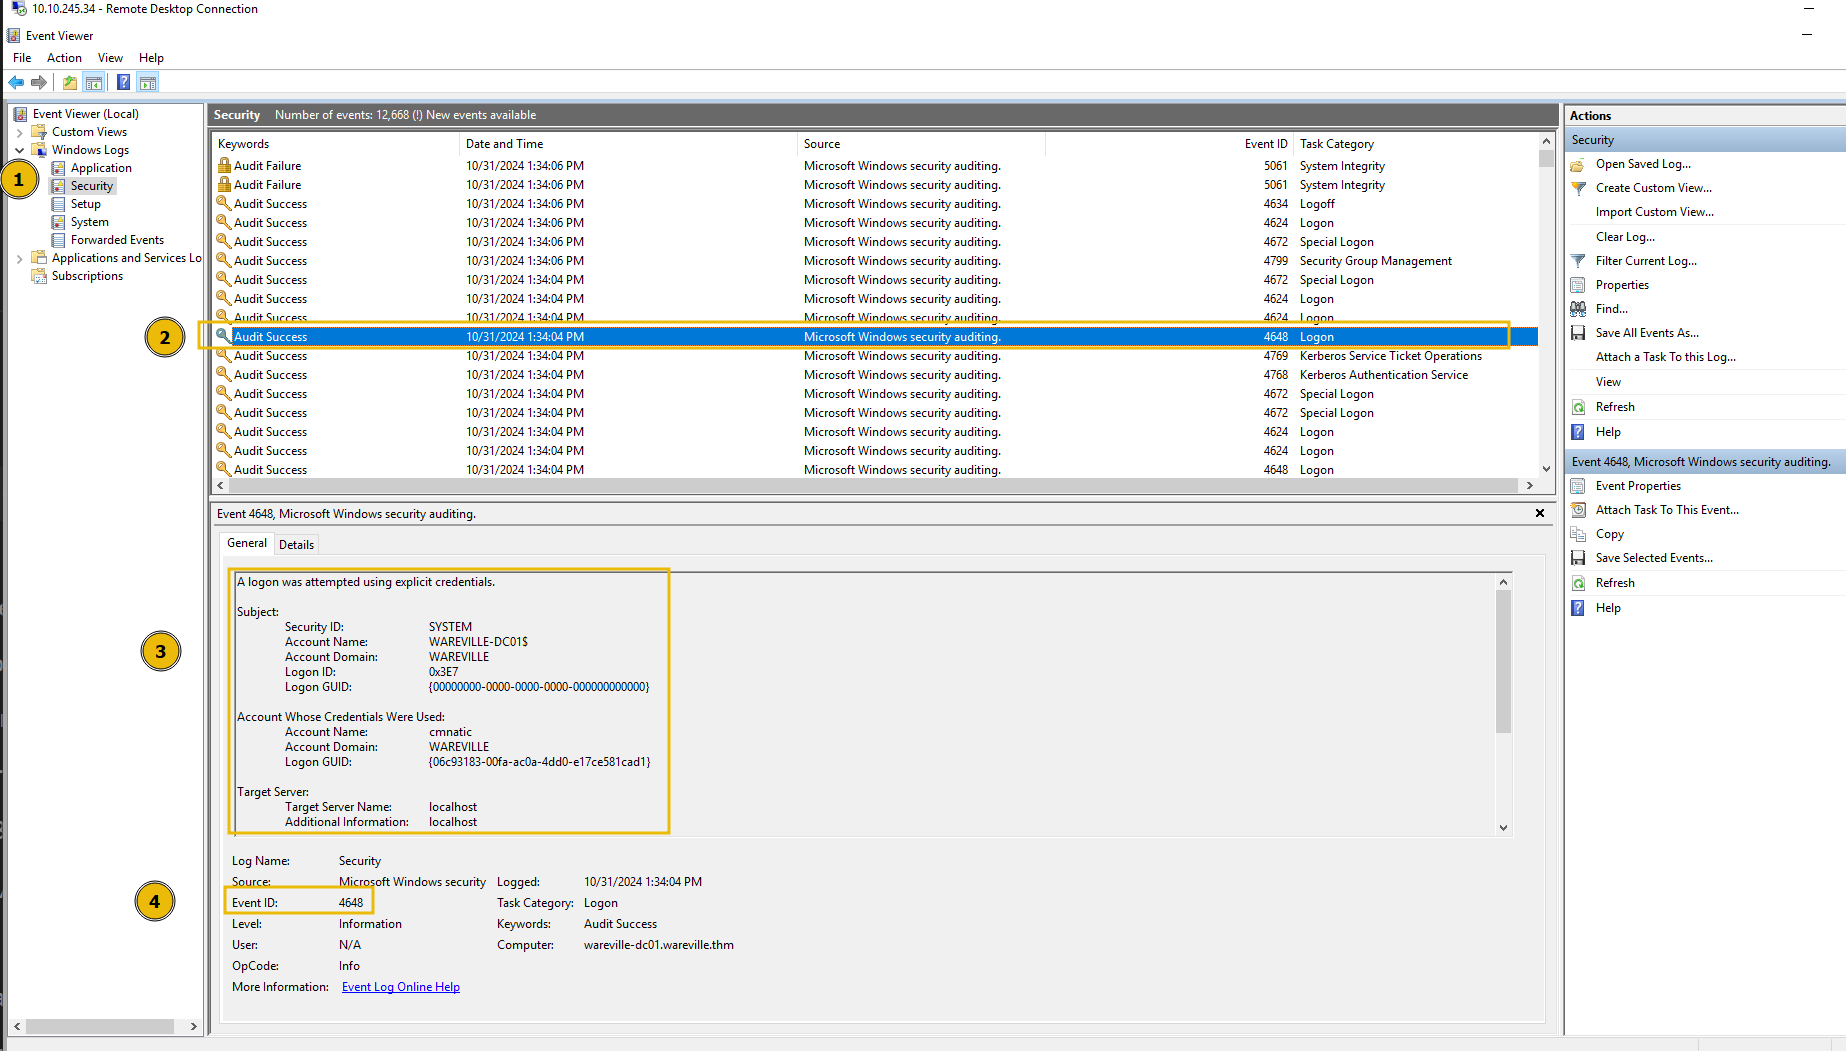 10.10.245.34 - Remote Desktop Connection
Event Viewer
File Action View Help
Event Viewer (Local)
Custom Views
Windows Logs
Application
Security
Setup
System
Forwarded Events
Applications and Services Lo
Subscriptions
1
2
3
4
Security Number of events: 12,668 (!) New events available
Keywords Date and Time Source Event ID Task Category
Audit Failure 10/31/2024 1:34:06 PM Microsoft Windows security auditing. 5061 System Integrity
Audit Failure 10/31/2024 1:34:06 PM Microsoft Windows security auditing. 5061 System Integrity
Audit Success 10/31/2024 1:34:06 PM Microsoft Windows security auditing. 4634 Logoff
Audit Success 10/31/2024 1:34:06 PM Microsoft Windows security auditing. 4624 Logon
Audit Success 10/31/2024 1:34:06 PM Microsoft Windows security auditing. 4672 Special Logon
Audit Success 10/31/2024 1:34:06 PM Microsoft Windows security auditing. 4799 Security Group Management
Audit Success 10/31/2024 1:34:04 PM Microsoft Windows security auditing. 4672 Special Logon
Audit Success 10/31/2024 1:34:04 PM Microsoft Windows security auditing. 4624 Logon
Audit Success 10/31/2024 1:34:04 PM Microsoft Windows security auditing. 4624 Logon
Audit Success 10/31/2024 1:34:04 PM Microsoft Windows security auditing. 4648 Logon
Audit Success 10/31/2024 1:34:04 PM Microsoft Windows security auditing. 4769 Kerberos Service Ticket Operations
Audit Success 10/31/2024 1:34:04 PM Microsoft Windows security auditing. 4768 Kerberos Authentication Service
Audit Success 10/31/2024 1:34:04 PM Microsoft Windows security auditing. 4672 Special Logon
Audit Success 10/31/2024 1:34:04 PM Microsoft Windows security auditing. 4672 Special Logon
Audit Success 10/31/2024 1:34:04 PM Microsoft Windows security auditing. 4624 Logon
Audit Success 10/31/2024 1:34:04 PM Microsoft Windows security auditing. 4624 Logon
Audit Success 10/31/2024 1:34:04 PM Microsoft Windows security auditing. 4648 Logon
Event 4648, Microsoft Windows security auditing.
General Details
A logon was attempted using explicit credentials.
Subject:
Security ID: SYSTEM
Account Name: WAREVILLE-DC01$
Account Domain: WAREVILLE
Logon ID: 0x3E7
Logon GUID: {00000000-0000-0000-0000-000000000000}
Account Whose Credentials Were Used:
Account Name: cmnatic
Account Domain: WAREVILLE
Logon GUID: {06c93183-00fa-ac0a-4dd0-e17ce581cad1}
Target Server:
Target Server Name: localhost
Additional Information: localhost
Log Name: Security
Source: Microsoft Windows security Logged: 10/31/2024 1:34:04 PM
Event ID: 4648 Task Category: Logon
Level: Information Keywords: Audit Success
User: N/A Computer: wareville-dc01.wareville.thm
OpCode: Info
More Information: Event Log Online Help
Actions
Security
Open Saved Log...
Create Custom View...
Import Custom View...
Clear Log...
Filter Current Log...
Properties
Find...
Save All Events As...
Attach a Task To this Log...
View
Refresh
Help
Event 4648, Microsoft Windows security auditing.
Event Properties
Attach Task To This Event...
Copy
Save Selected Events...
Refresh
Help